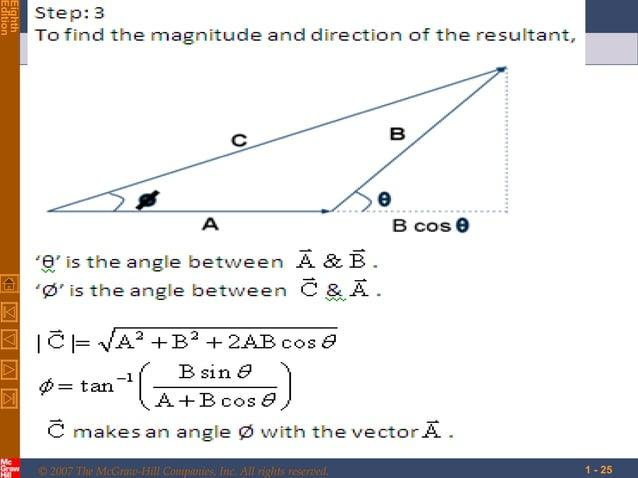 Eighth
Edition
Step: 3
To find the magnitude and direction of the resultant,
C
B
ø
θ
A
B cos θ
‘θ’ is the angle between A⃗ & B⃗ .
‘Ø’ is the angle between C⃗ & A⃗ .
| C⃗ |= √(A² + B² + 2AB cos θ)
ϕ = tan⁻¹ (B sin θ / A + B cos θ)
C⃗ makes an angle Ø with the vector A⃗ .
Mc
Graw
Hill
© 2007 The McGraw-Hill Companies, Inc. All rights reserved.
1 - 25